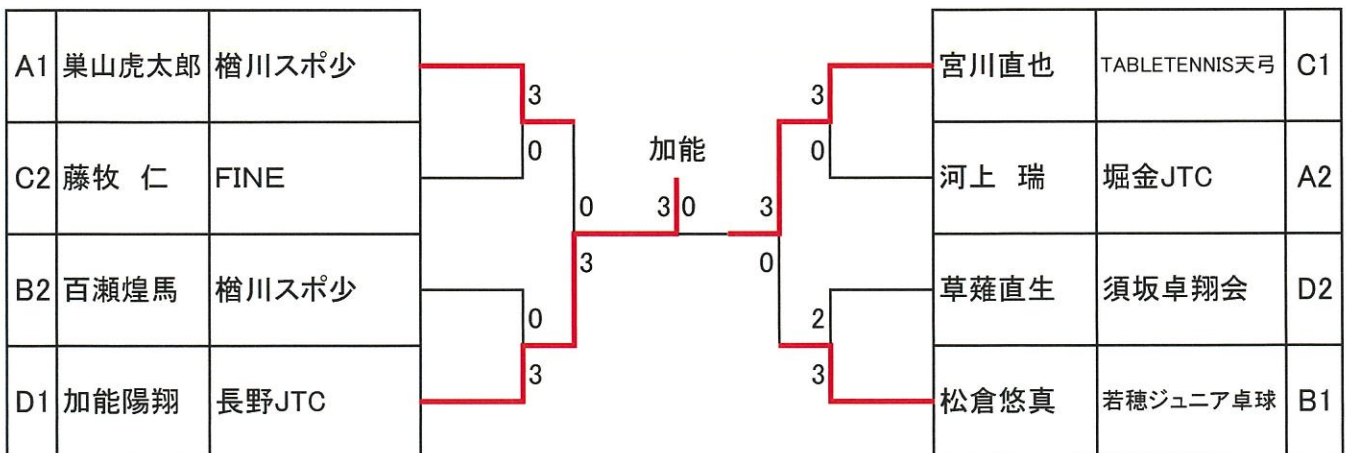 A1 巣山虎太郎 楢川スポ少
C2 藤牧 仁 FINE
B2 百瀬煌馬 楢川スポ少
D1 加能陽翔 長野JTC
3
0
0
3
0
3
加能
3 0
3
0
3
0
2
3
宮川直也 TABLETENNIS天弓 C1
河上 瑞 堀金JTC A2
草薙直生 須坂卓翔会 D2
松倉悠真 若穂ジュニア卓球 B1